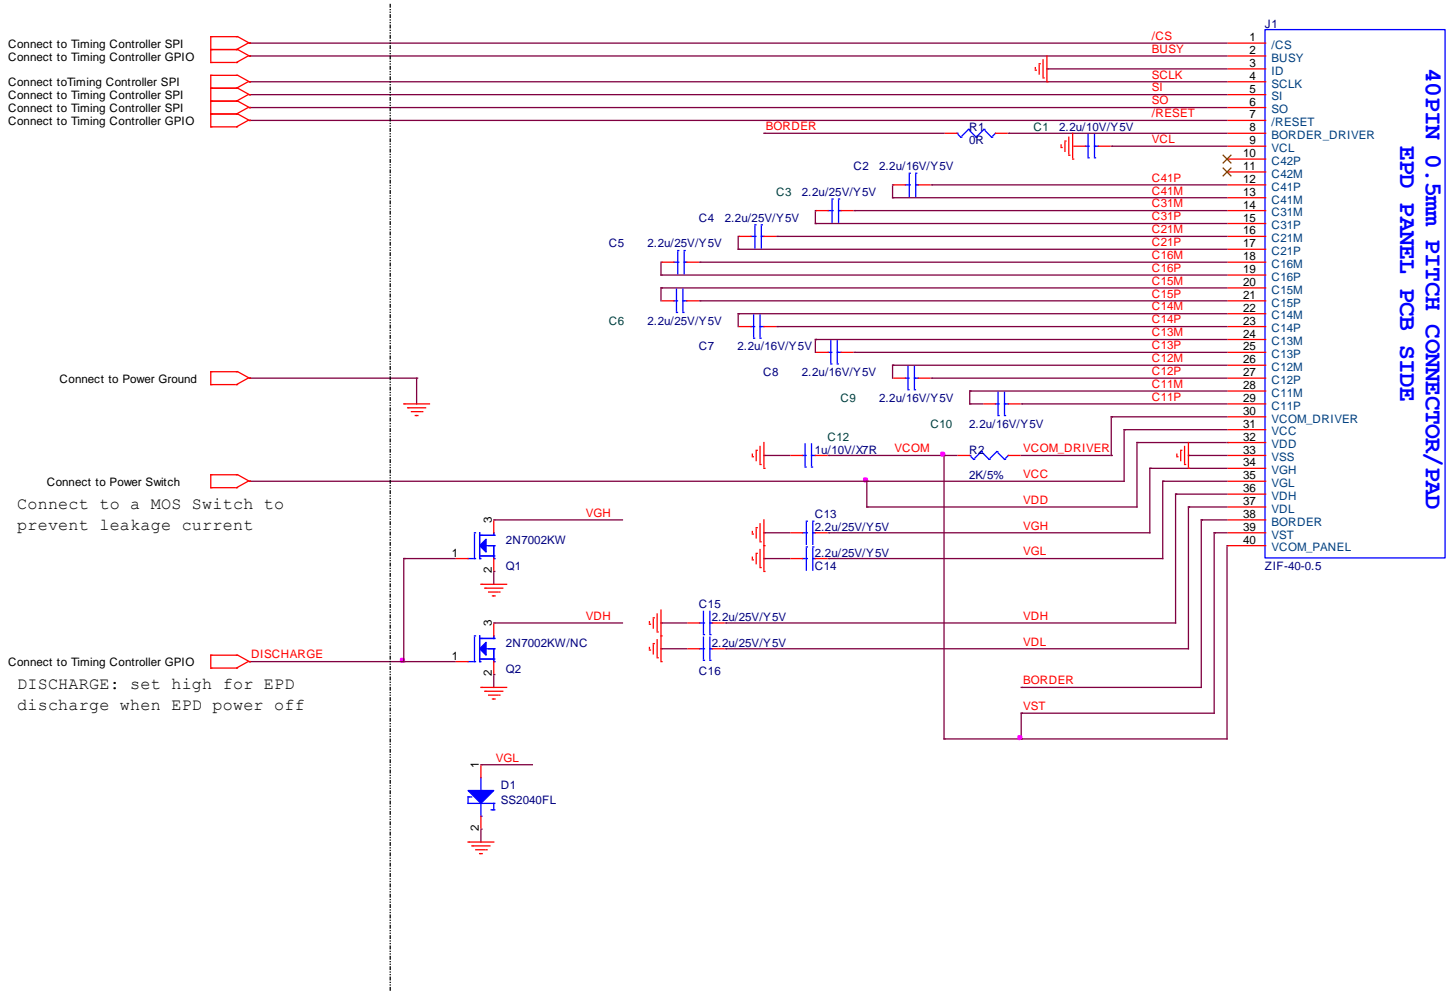 J1
Connect to Timing Controller SPI
/CS
1
/CS
Connect to Timing Controller GPIO
BUSY
2
BUSY
3
ID
Connect toTiming Controller SPI
SCLK
4
SCLK
Connect to Timing Controller SPI
SI
5
SI
Connect to Timing Controller SPI
SO
6
SO
Connect to Timing Controller GPIO
/RESET
7
/RESET
BORDER
R1
0R
8
BORDER_DRIVER
C1
2.2u/10V/Y5V
VCL
9
VCL
10
C42P
11
C42M
C2
2.2u/16V/Y5V
C41P
12
C41P
C41M
13
C41M
C3
2.2u/25V/Y5V
C31M
14
C31M
C31P
15
C31P
C4
2.2u/25V/Y5V
C21M
16
C21M
C21P
17
C21P
C5
2.2u/25V/Y5V
C16M
18
C16M
C16P
19
C16P
C15M
20
C15M
C15P
21
C15P
C6
2.2u/25V/Y5V
C14M
22
C14M
C14P
23
C14P
C7
2.2u/16V/Y5V
C13M
24
C13M
C13P
25
C13P
C8
2.2u/16V/Y5V
C12M
26
C12M
C12P
27
C12P
C9
2.2u/16V/Y5V
C11M
28
C11M
C11P
29
C11P
C10
2.2u/16V/Y5V
30
VCOM_DRIVER
31
VCC
32
VDD
33
VSS
34
VGH
35
VGL
36
VDH
37
VDL
38
BORDER
39
VST
40
VCOM_PANEL
ZIF-40-0.5
40PIN 0.5mm PITCH CONNECTOR/PAD
EPD PANEL PCB SIDE
Connect to Power Ground
C12
1u/10V/X7R
VCOM
R2
2K/5%
VCOM_DRIVER
Connect to Power Switch
VCC
Connect to a MOS Switch to
prevent leakage current
VDD
VGH
3
2N7002KW
1
2
Q1
C13
2.2u/25V/Y5V
VGH
2.2u/25V/Y5V
C14
VGL
VDH
3
2N7002KW/NC
1
2
Q2
C15
2.2u/25V/Y5V
VDH
2.2u/25V/Y5V
C16
VDL
Connect to Timing Controller GPIO
DISCHARGE
DISCHARGE: set high for EPD
discharge when EPD power off
BORDER
VST
VGL
1
D1
SS2040FL
2